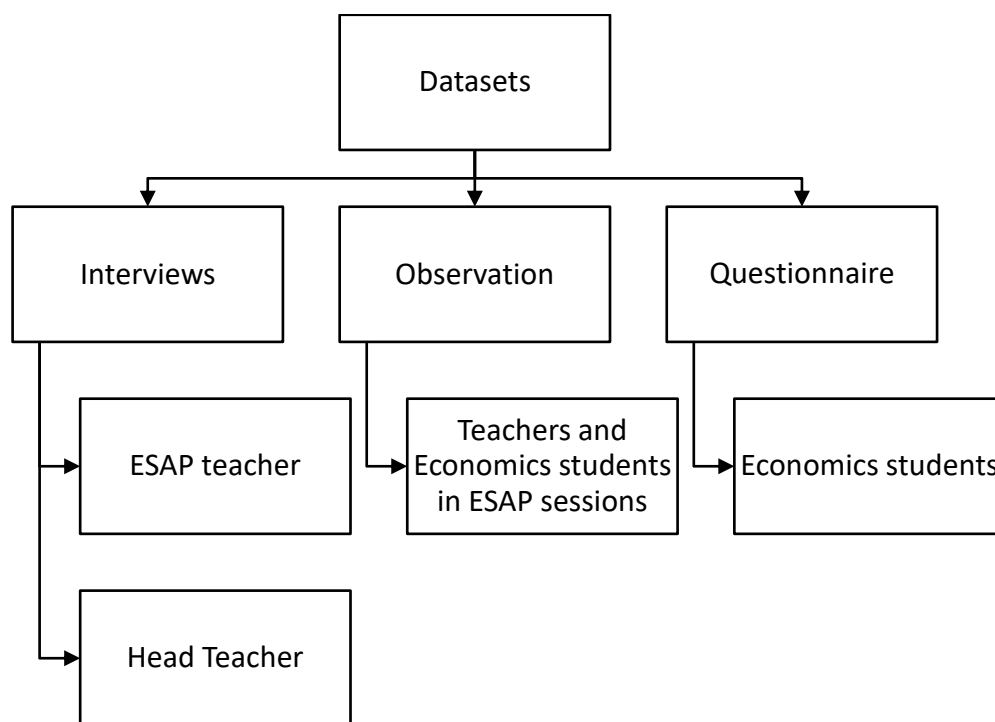 Datasets
Interviews
Observation
Questionnaire
ESAP teacher
Teachers and
Economics students
in ESAP sessions
Economics students
Head Teacher